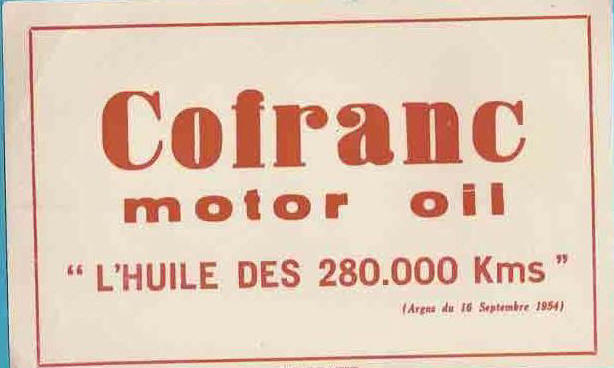 Cofranc
motor oil
“ L'HUILE DES 280.000 Kms ”
(Argus du 16 Septembre 1954)